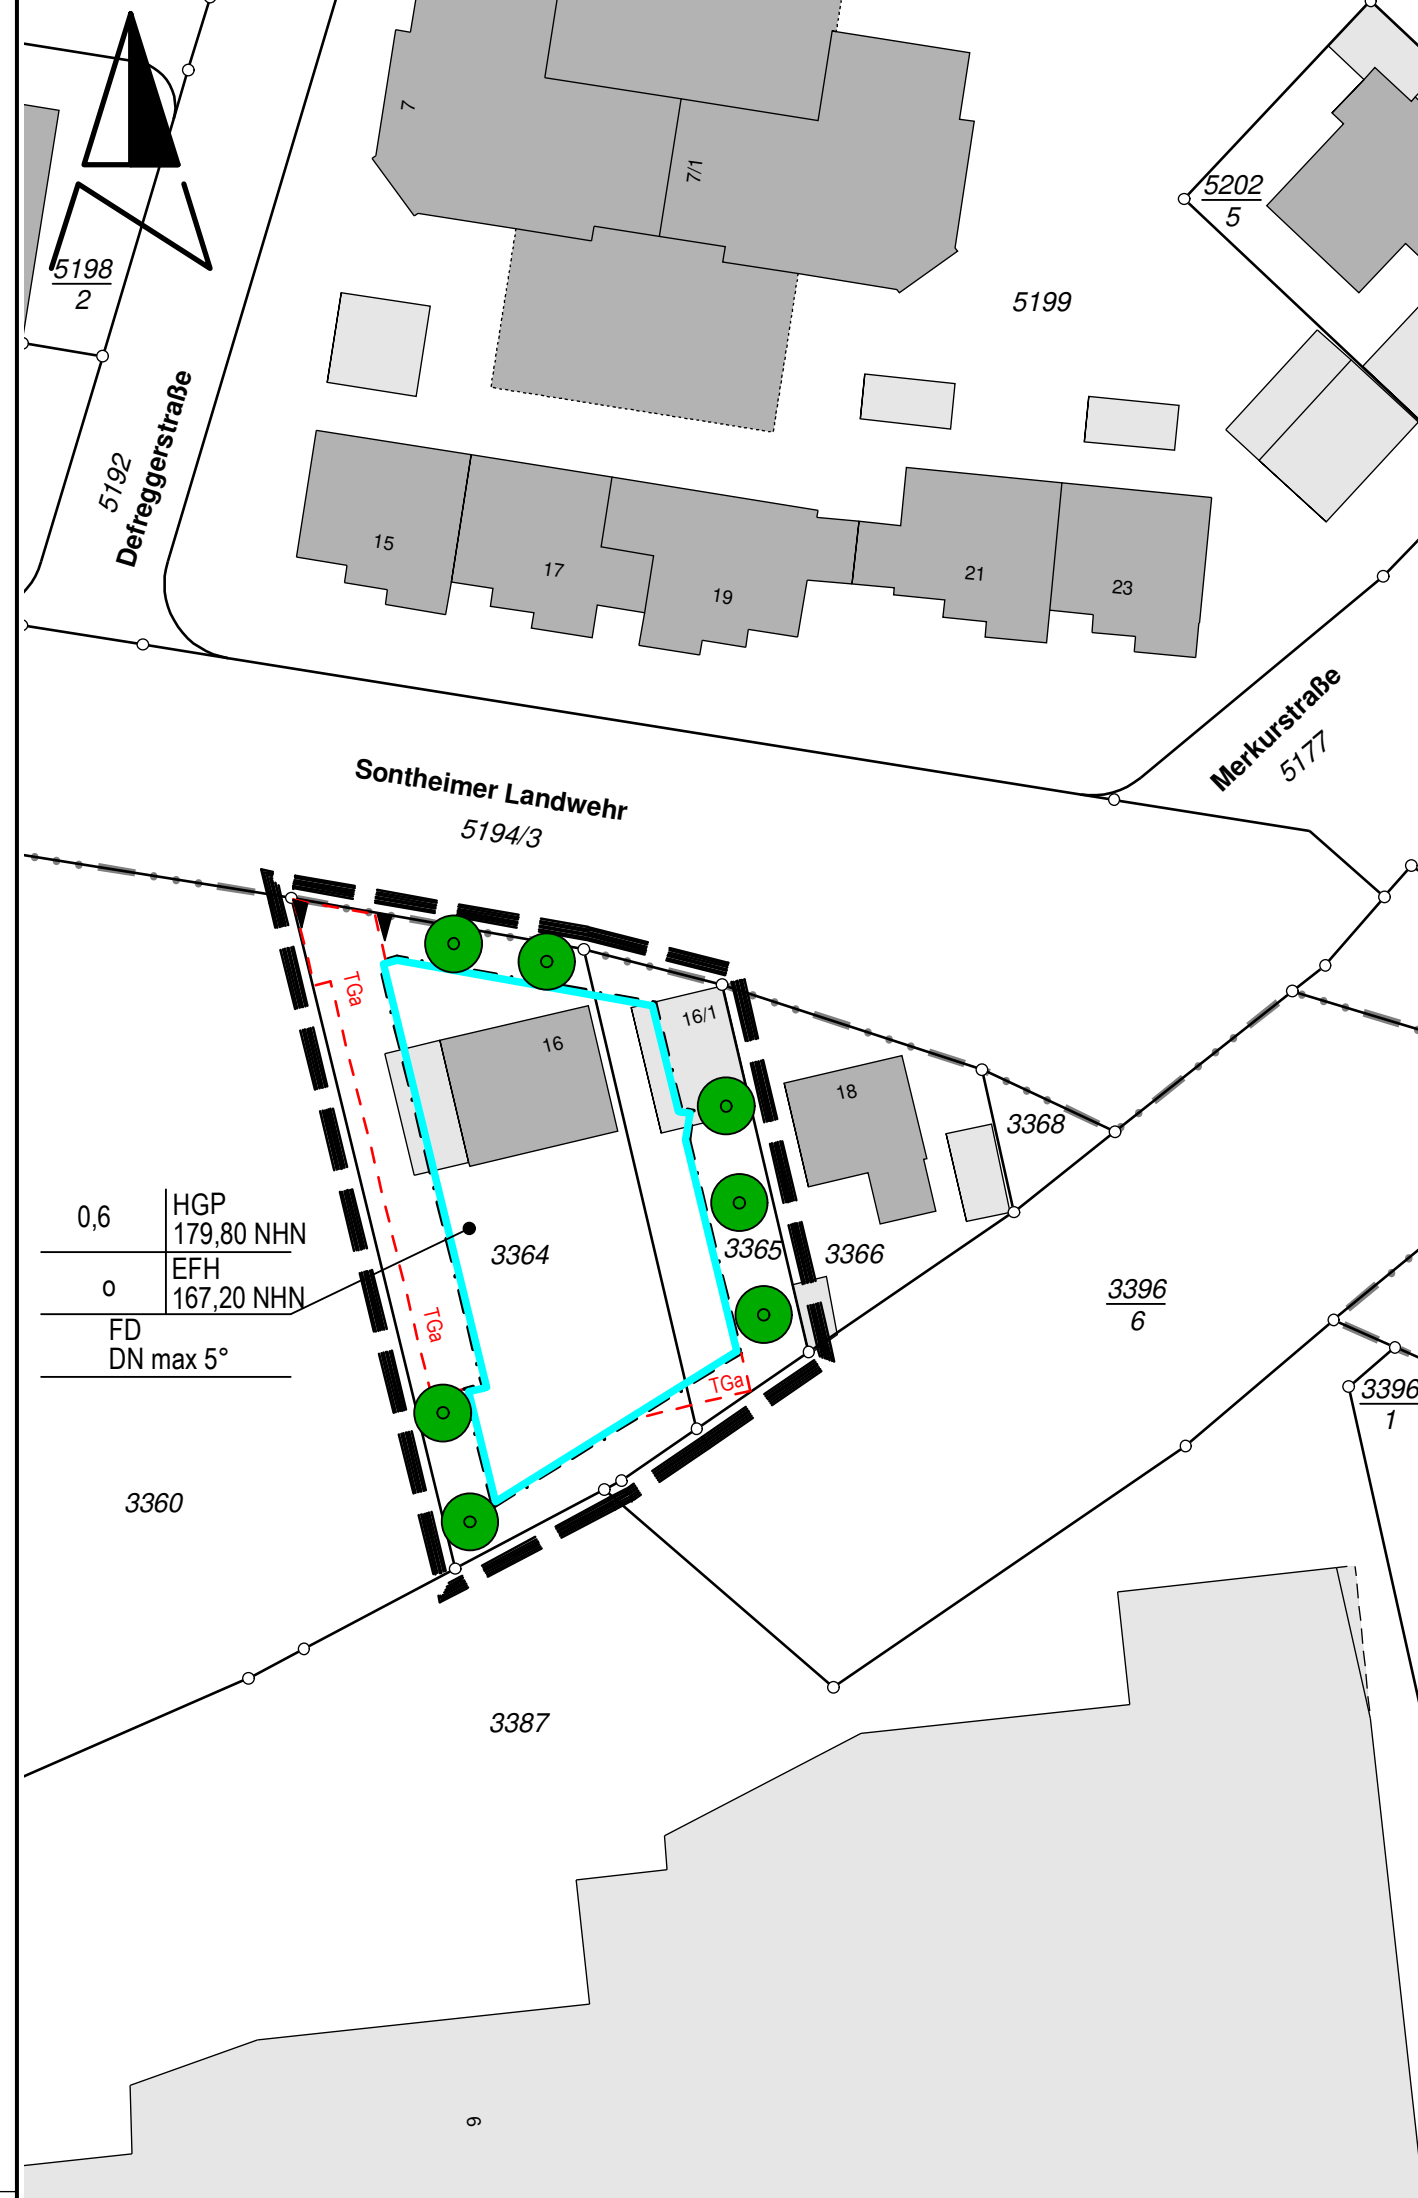 7
7/1
5202
5
5198
2
5199
5192
Defreggerstraße
15
17
19
21
23
Merkurstraße
5177
Sontheimer Landwehr
5194/3
TGa
16/1
16
18
3368
0,6
HGP
179,80 NHN
o
EFH
167,20 NHN
FD
DN max 5°
3364
3365
3366
3396
6
TGa
TGa
3396
1
3360
3387
9